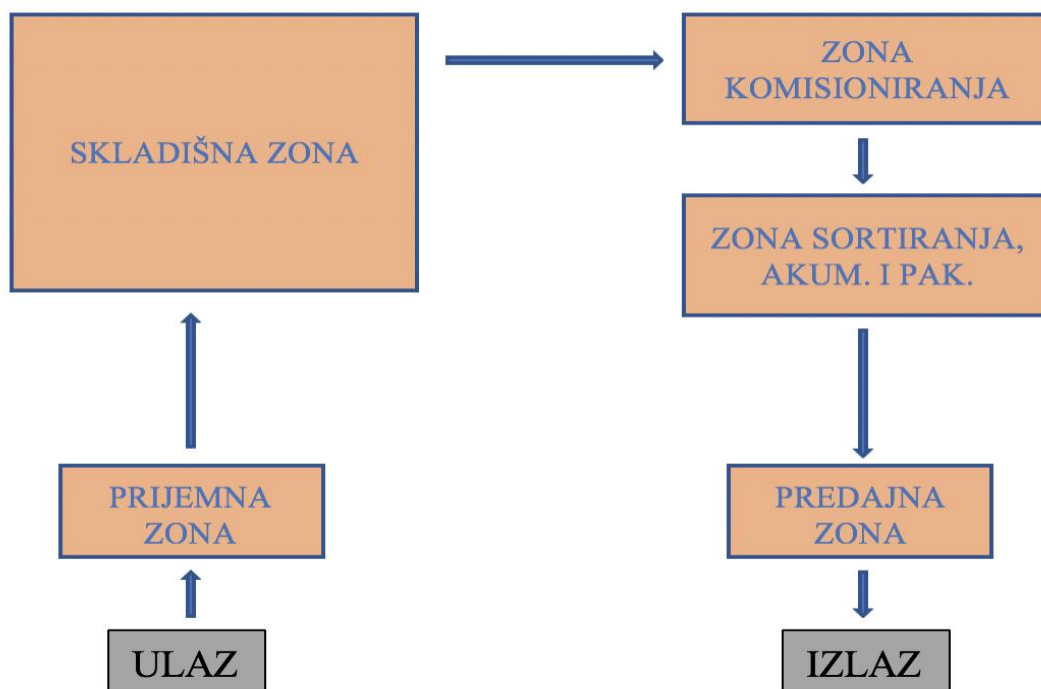 SKLADIŠNA ZONA
ZONA
KOMISIONIRANJA
ZONA SORTIRANJA,
AKUM. I PAK.
PRIJEMNA
ZONA
PREDAJNA
ZONA
ULAZ
IZLAZ